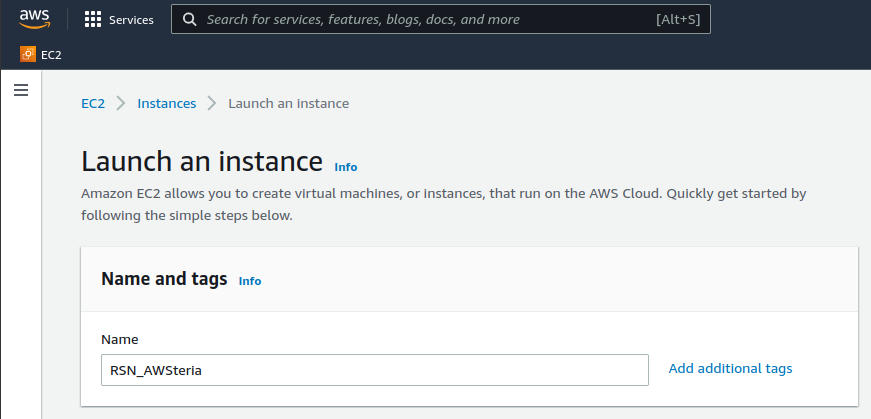 aws
Services
Search for services, features, blogs, docs, and more
[Alt+S]
EC2
EC2 > Instances > Launch an instance
Launch an instance Info
Amazon EC2 allows you to create virtual machines, or instances, that run on the AWS Cloud. Quickly get started by
following the simple steps below.
Name and tags Info
Name
RSN_AWSteria
Add additional tags